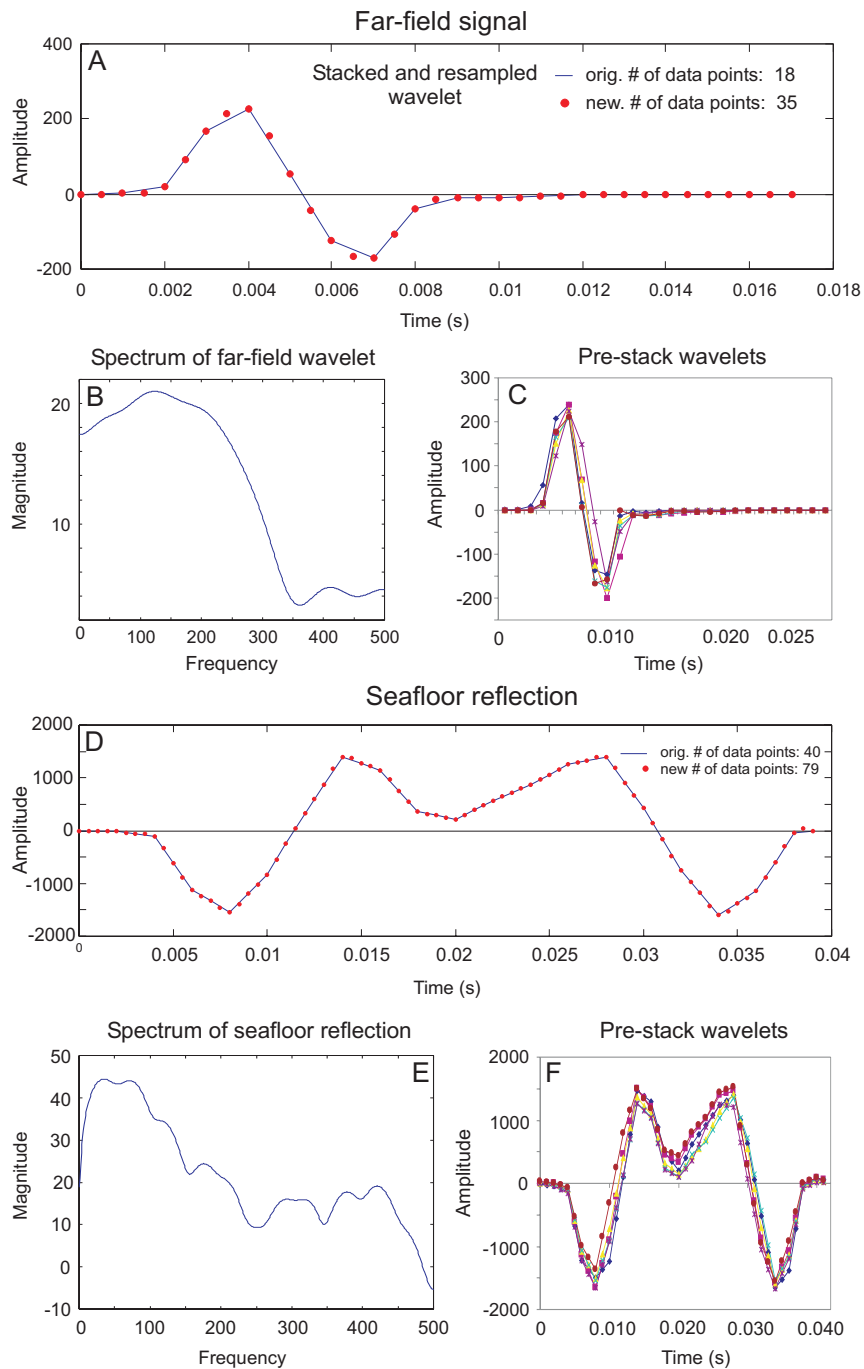 Far-field signal
A
Stacked and resampled
wavelet
orig. # of data points: 18
new. # of data points: 35
Amplitude
400
200
0
-200
0 0.002 0.004 0.006 0.008 0.01 0.012 0.014 0.016 0.018
Time (s)
Spectrum of far-field wavelet
B
Magnitude
20
10
0 100 200 300 400 500
Frequency
Pre-stack wavelets
C
Amplitude
300
200
100
0
-100
-200
0 0.010 0.020 0.025
Time (s)
Seafloor reflection
D
orig. # of data points: 40
new # of data points: 79
Amplitude
2000
1000
0
-1000
-2000
0 0.005 0.01 0.015 0.02 0.025 0.03 0.035 0.04
Time (s)
Spectrum of seafloor reflection
E
Magnitude
50
40
30
20
10
0
-10
0 100 200 300 400 500
Frequency
Pre-stack wavelets
F
Amplitude
2000
1000
0
-1000
-2000
0 0.010 0.020 0.030 0.040
Time (s)